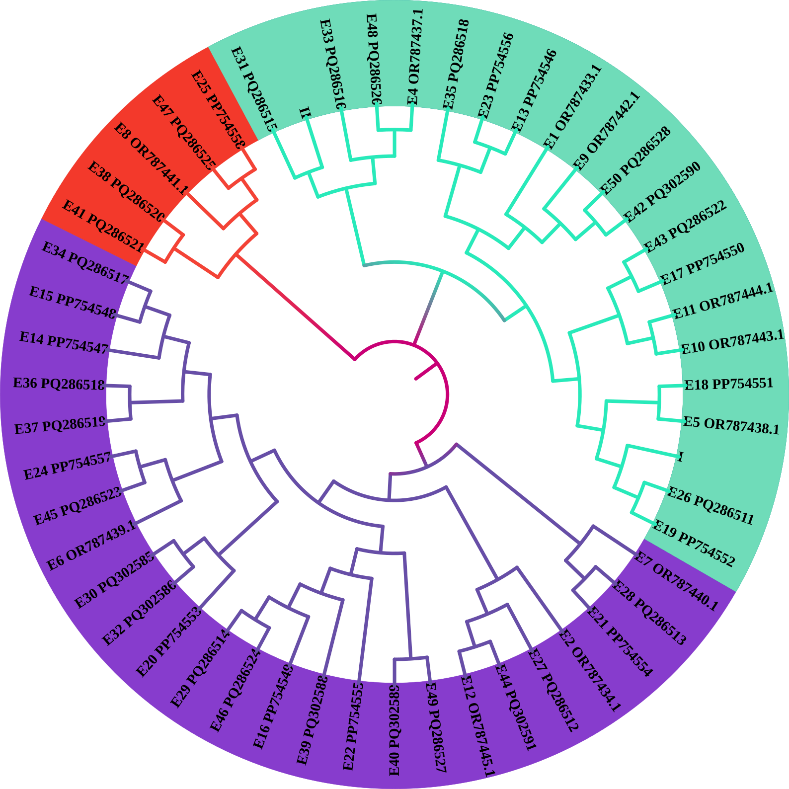 E31 PQ286515
II
E33 PQ286516
E48 PQ286526
E4 OR787437.1
E35 PQ286518
E23 PP754556
E13 PP754546
E1 OR787433.1
E9 OR787442.1
E50 PQ286528
E42 PQ302590
E43 PQ286522
E17 PP754550
E11 OR787444.1
E10 OR787443.1
E18 PP754551
E5 OR787438.1
I
E26 PQ286511
E19 PP754552
E7 OR787440.1
E28 PQ286513
E21 PP754554
E2 OR787434.1
E27 PQ286512
E44 PQ302591
E12 OR787445.1
E49 PQ286527
E40 PQ302589
E22 PP754555
E39 PQ302588
E16 PP754549
E46 PQ286524
E29 PQ286514
E20 PP754553
E32 PQ302586
E30 PQ302585
E6 OR787439.1
E45 PQ286523
E24 PP754557
E37 PQ286519
E36 PQ286518
E14 PP754547
E15 PP754548
E34 PQ286517
E41 PQ286521
E38 PQ286520
E8 OR787441.1
E47 PQ286525
E25 PP754558